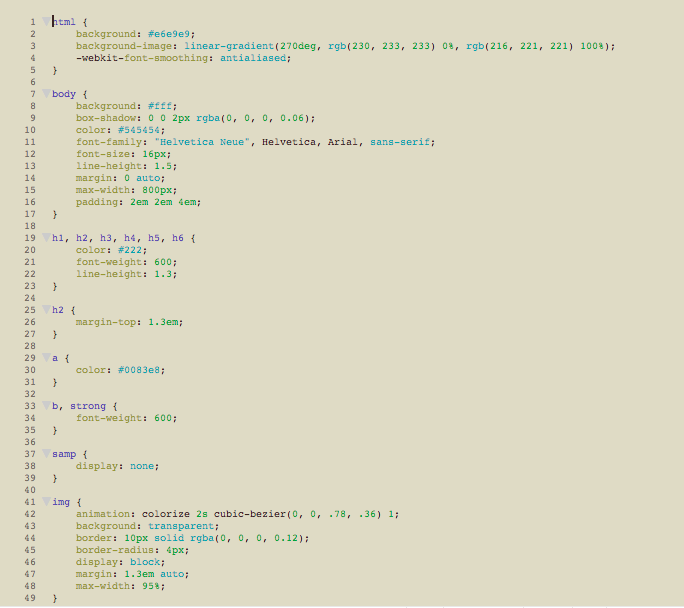 1 html {
2 background: #e6e9e9;
3 background-image: linear-gradient(270deg, rgb(230, 233, 233) 0%, rgb(216, 221, 221) 100%);
4 -webkit-font-smoothing: antialiased;
5 }
6
7 body {
8 background: #fff;
9 box-shadow: 0 0 2px rgba(0, 0, 0, 0.06);
10 color: #545454;
11 font-family: "Helvetica Neue", Helvetica, Arial, sans-serif;
12 font-size: 16px;
13 line-height: 1.5;
14 margin: 0 auto;
15 max-width: 800px;
16 padding: 2em 2em 4em;
17 }
18
19 h1, h2, h3, h4, h5, h6 {
20 color: #222;
21 font-weight: 600;
22 line-height: 1.3;
23 }
24
25 h2 {
26 margin-top: 1.3em;
27 }
28
29 a {
30 color: #0083e8;
31 }
32
33 b, strong {
34 font-weight: 600;
35 }
36
37 samp {
38 display: none;
39 }
40
41 img {
42 animation: colorize 2s cubic-bezier(0, 0, .78, .36) 1;
43 background: transparent;
44 border: 10px solid rgba(0, 0, 0, 0.12);
45 border-radius: 4px;
46 display: block;
47 margin: 1.3em auto;
48 max-width: 95%;
49 }